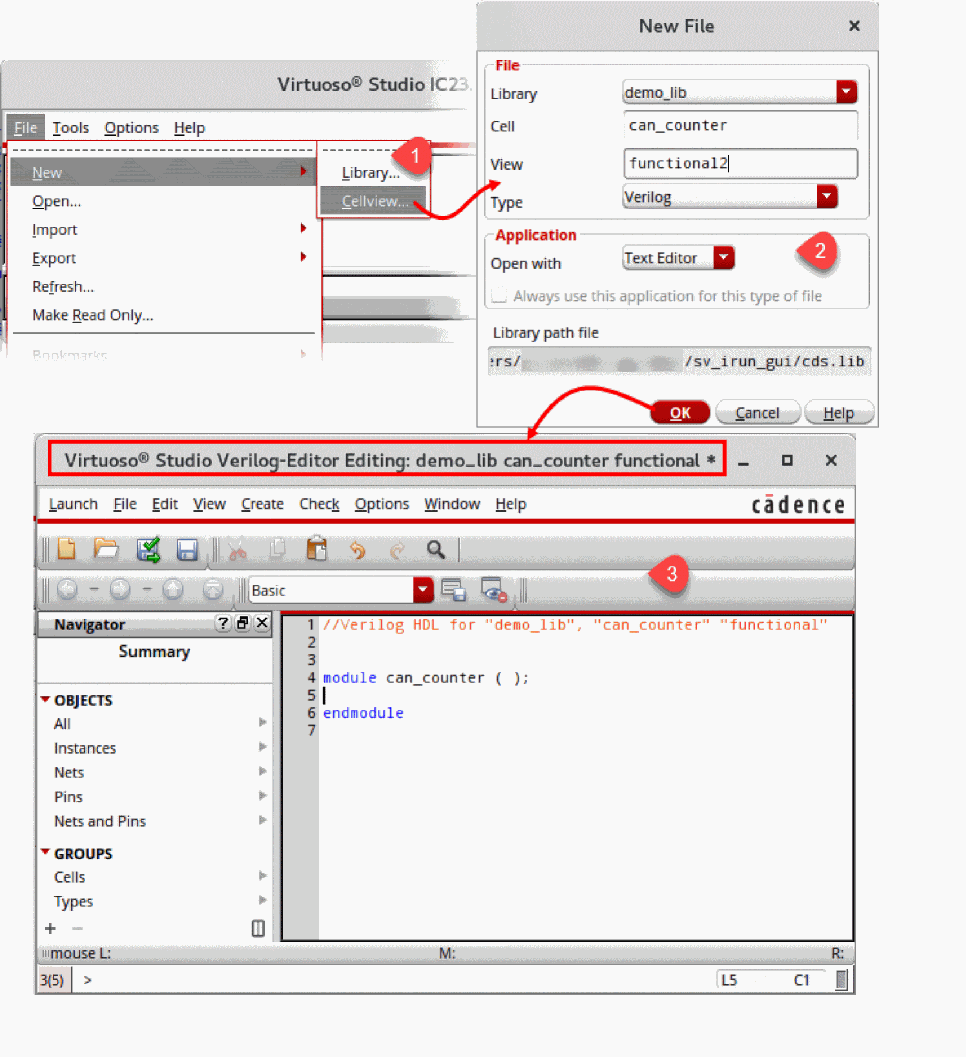 New File
File
Library demo_lib
Cell can_counter
View functional2
Type Verilog
Application
Open with Text Editor
2
Always use this application for this type of file
Library path file
ers/ /sv_irun_gui/cds.lib
OK Cancel Help
Virtuoso® Studio IC23.
File Tools Options Help
1
New Library...
Open... Cellview...
Import
Export
Refresh...
Make Read Only...
Bookmarks
Virtuoso® Studio Verilog-Editor Editing: demo_lib can_counter functional *
Launch File Edit View Create Check Options Window Help cādence
Basic
3
Navigator
Summary
OBJECTS
All
Instances
Nets
Pins
Nets and Pins
GROUPS
Cells
Types
1 //Verilog HDL for "demo_lib", "can_counter" "functional"
2
3
4 module can_counter ( );
5
6 endmodule
7
mouse L: M: R:
3(5) > L5 C1